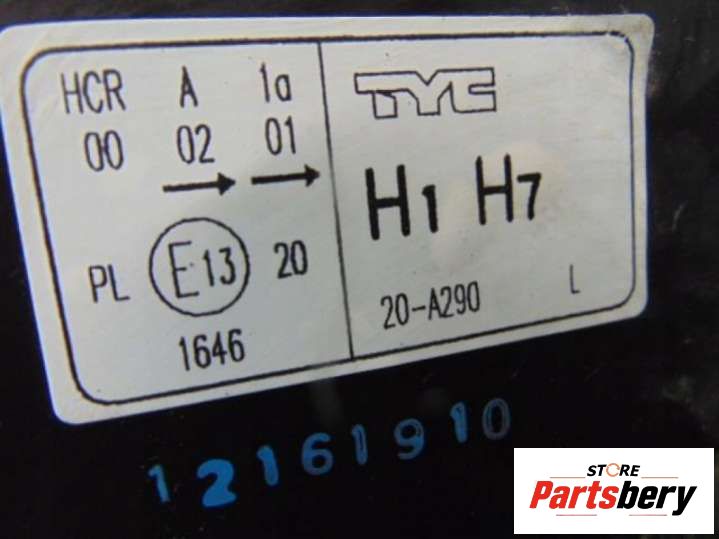 HCR A 1a
00 02 01
PL E13 20
1646
TYC
H1 H7
20-A290 L
12161910
STORE
Partsbery